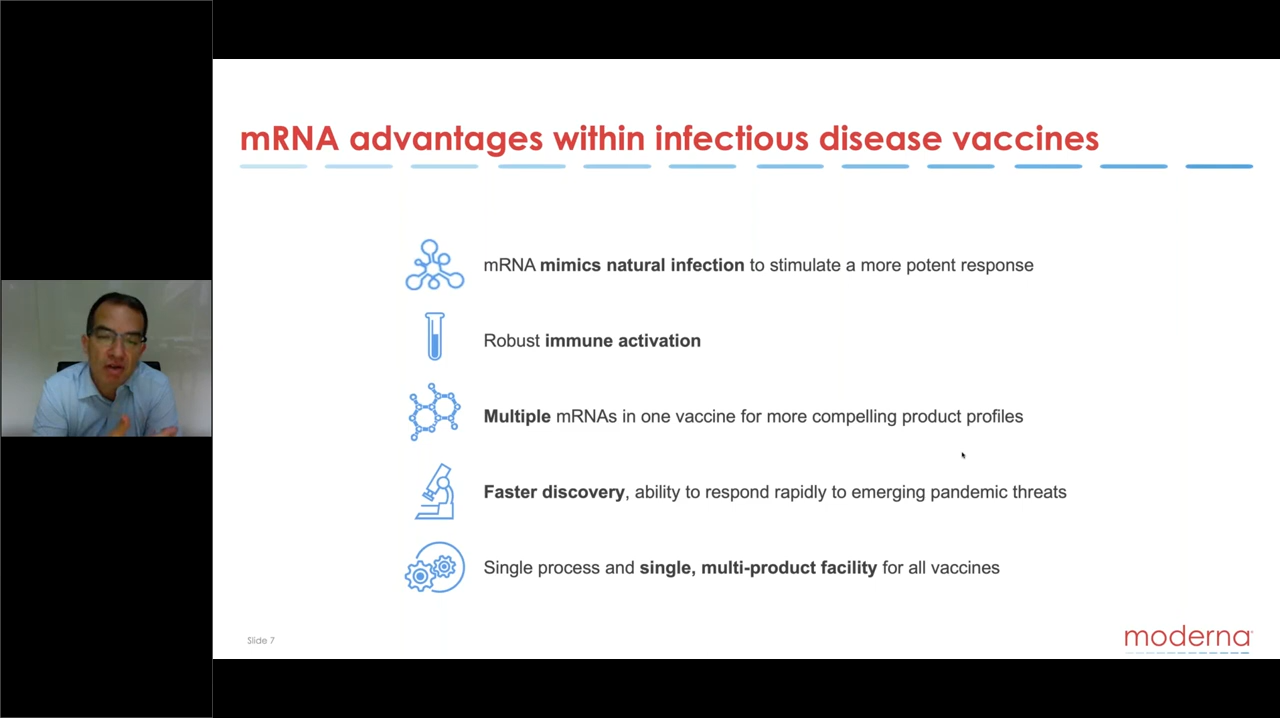 mRNA advantages within infectious disease vaccines
mRNA mimics natural infection to stimulate a more potent response
Robust immune activation
Multiple mRNAs in one vaccine for more compelling product profiles
Faster discovery, ability to respond rapidly to emerging pandemic threats
Single process and single, multi-product facility for all vaccines
Slide 7
moderna